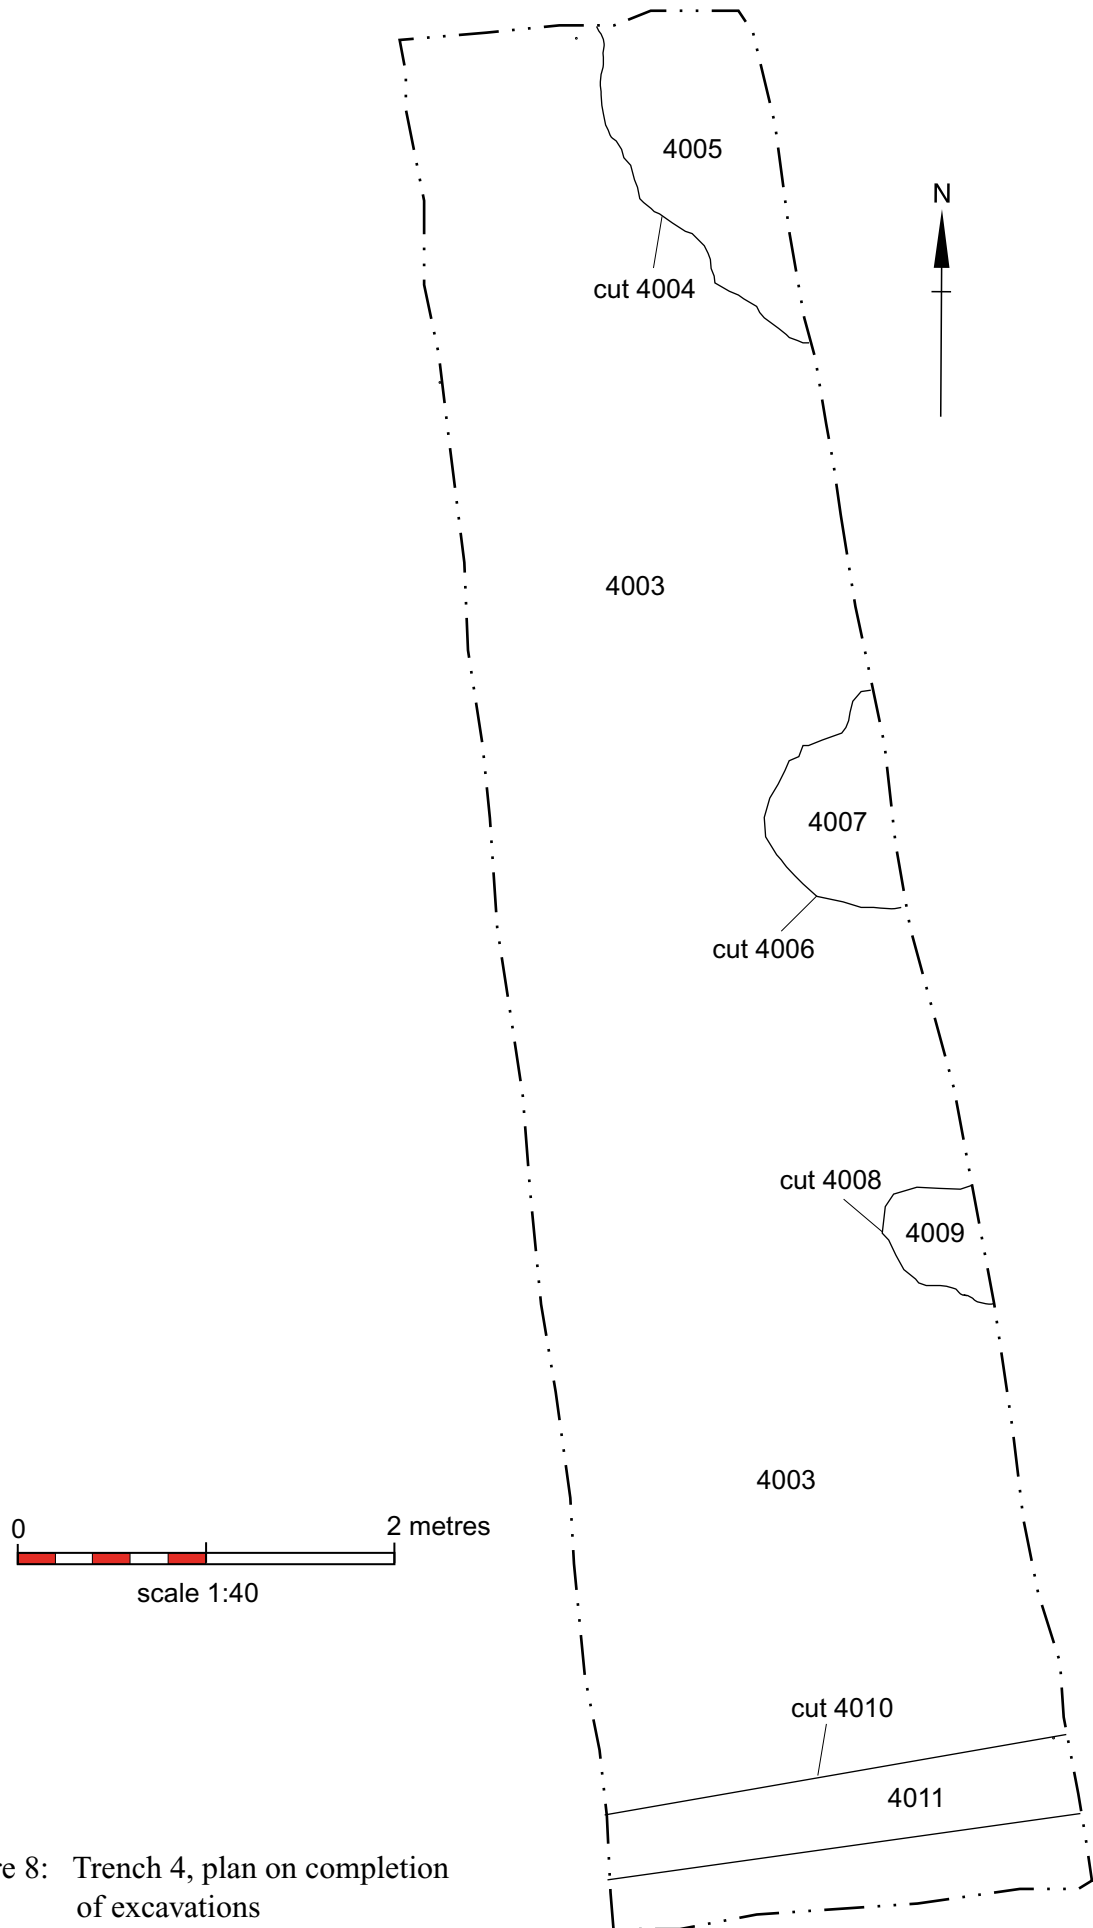 4005
N
cut 4004
4003
4007
cut 4006
cut 4008
4009
4003
0 2 metres
scale 1:40
cut 4010
4011
re 8: Trench 4, plan on completion
of excavations